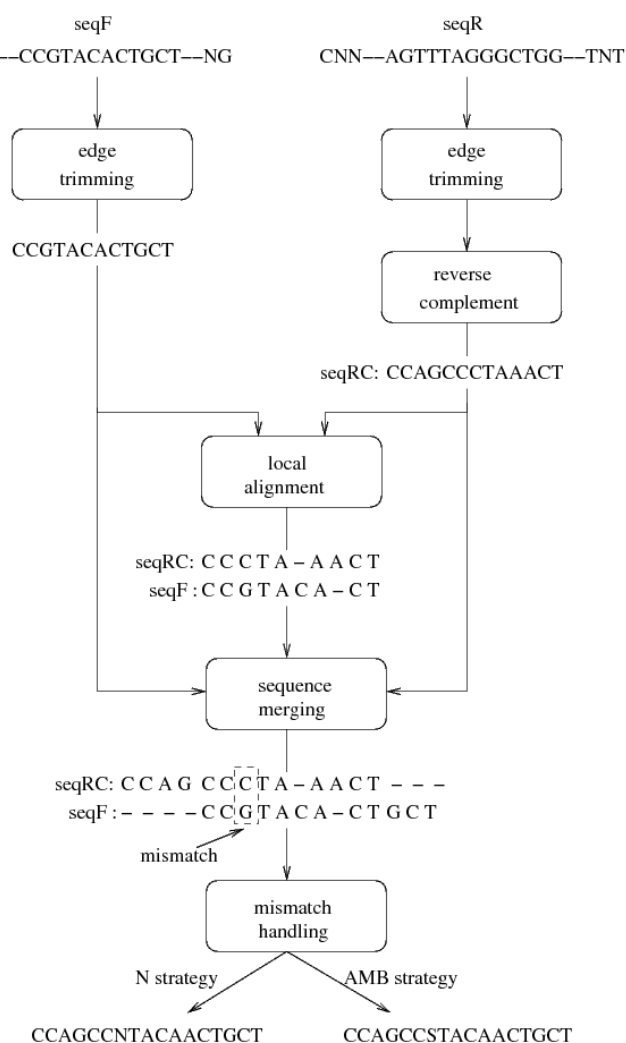 seqF
seqR
--CCGTACACTGCT--NG
CNN--AGTTTAGGGCTGG--TNT
edge
trimming
edge
trimming
CCGTACACTGCT
reverse
complement
seqRC: CCAGCCCTAAACT
local
alignment
seqRC: C C C T A - A A C T
seqF : C C G T A C A - C T
sequence
merging
seqRC: C C A G C C C T A - A A C T - - -
seqF : - - - - C C G T A C A - C T G C T
mismatch
mismatch
handling
N strategy
AMB strategy
CCAGCCNTACAACTGCT
CCAGCCSTACAACTGCT